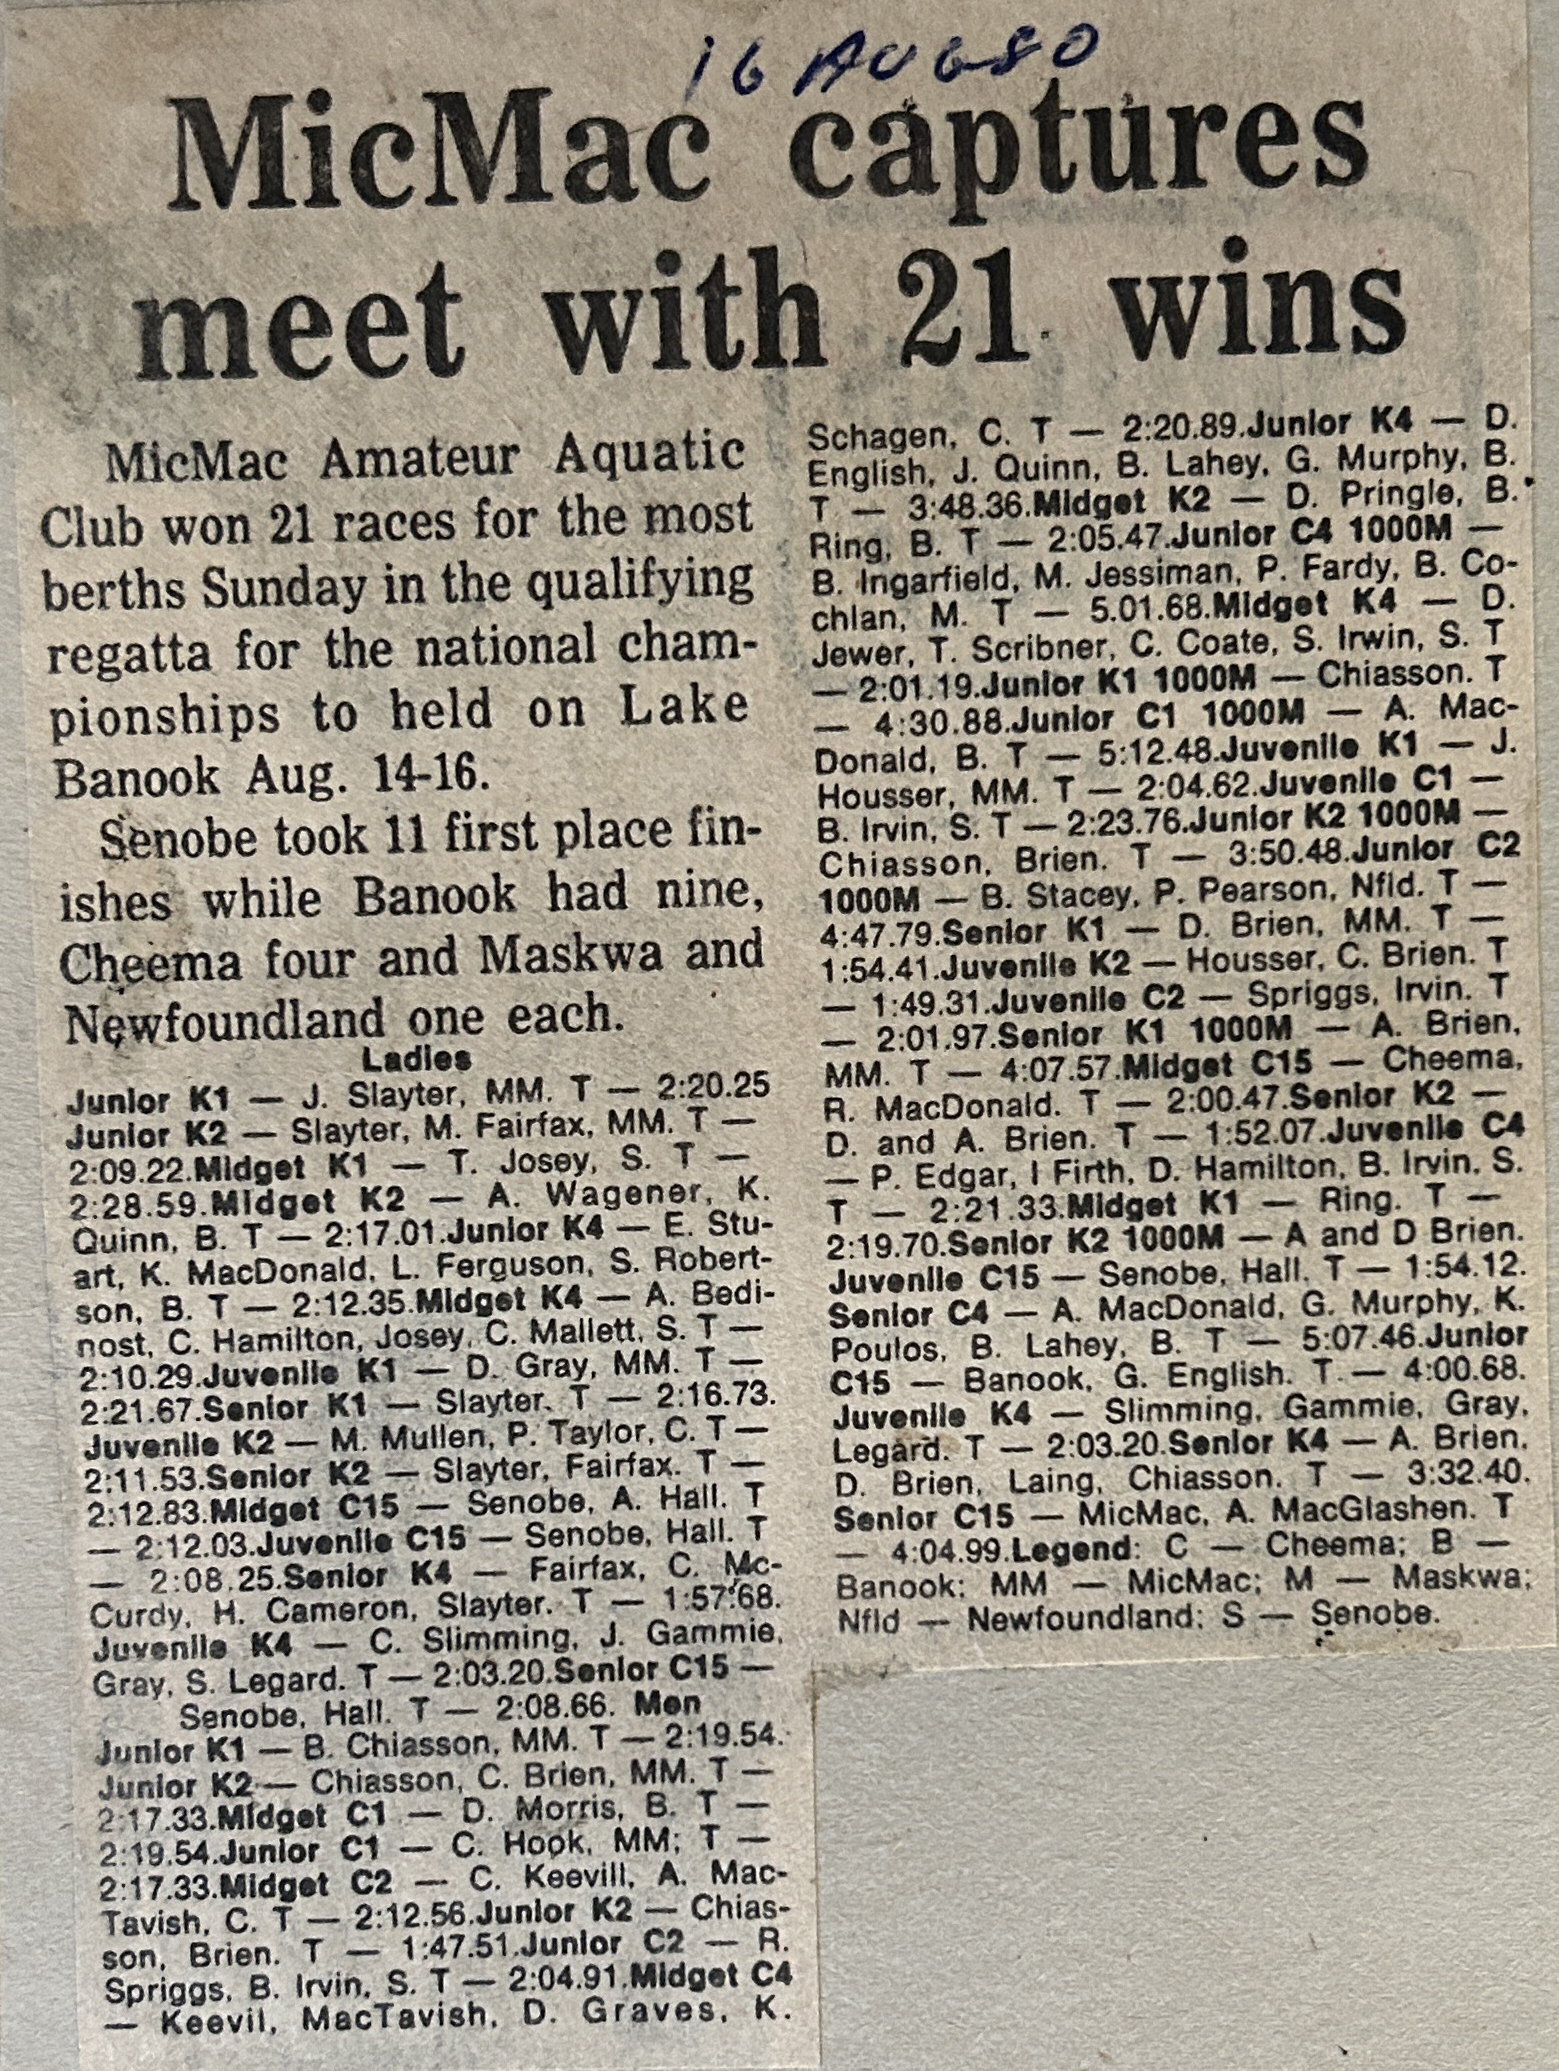 16 AUG 80
MicMac captures
meet with 21 wins
MicMac Amateur Aquatic
Club won 21 races for the most
berths Sunday in the qualifying
regatta for the national cham-
pionships to held on Lake
Banook Aug. 14-16.
Senobe took 11 first place fin-
ishes while Banook had nine,
Cheema four and Maskwa and
Newfoundland one each.
Ladies
Junior K1 — J. Slayter, MM. T — 2:20.25
Junior K2 — Slayter, M. Fairfax, MM. T —
2:09.22.Midget K1 — T. Josey, S. T —
2:28.59.Midget K2 — A. Wagener, K.
Quinn, B. T — 2:17.01.Junior K4 — E. Stu-
art, K. MacDonald, L. Ferguson, S. Robert-
son, B. T — 2:12.35.Midget K4 — A. Bedi-
nost, C. Hamilton, Josey, C. Mallett, S. T —
2:10.29.Juvenile K1 — D. Gray, MM. T —
2:21.67.Senior K1 — Slayter. T — 2:16.73.
Juvenile K2 — M. Mullen, P. Taylor, C. T —
2:11.53.Senior K2 — Slayter, Fairfax. T —
2:12.83.Midget C15 — Senobe, A. Hall. T
— 2:12.03.Juvenile C15 — Senobe, Hall. T
— 2:08.25.Senior K4 — Fairfax, C. Mc-
Curdy, H. Cameron, Slayter. T — 1:57.68.
Juvenile K4 — C. Slimming, J. Gammie,
Gray, S. Legard. T — 2:03.20.Senior C15 —
Senobe, Hall. T — 2:08.66. Men
Junior K1 — B. Chiasson, MM. T — 2:19.54.
Junior K2 — Chiasson, C. Brien, MM. T —
2:17.33.Midget C1 — D. Morris, B. T —
2:19.54.Junior C1 — C. Hook, MM; T —
2:17.33.Midget C2 — C. Keevill, A. Mac-
Tavish, C. T — 2:12.56.Junior K2 — Chias-
son, Brien. T — 1:47.51.Junior C2 — R.
Spriggs, B. Irvin, S. T — 2:04.91.Midget C4
— Keevil, MacTavish, D. Graves, K.
Schagen, C. T — 2:20.89.Junior K4 — D.
English, J. Quinn, B. Lahey, G. Murphy, B.
T — 3:48.36.Midget K2 — D. Pringle, B.
Ring, B. T — 2:05.47.Junior C4 1000M —
B. Ingarfield, M. Jessiman, P. Fardy, B. Co-
chlan, M. T — 5.01.68.Midget K4 — D.
Jewer, T. Scribner, C. Coate, S. Irwin, S. T
— 2:01.19.Junior K1 1000M — Chiasson. T
— 4:30.88.Junior C1 1000M — A. Mac-
Donald, B. T — 5:12.48.Juvenile K1 — J.
Housser, MM. T — 2:04.62.Juvenile C1 —
B. Irvin, S. T — 2:23.76.Junior K2 1000M —
Chiasson, Brien. T — 3:50.48.Junior C2
1000M — B. Stacey, P. Pearson, Nfld. T —
4:47.79.Senior K1 — D. Brien, MM. T —
1:54.41.Juvenile K2 — Housser, C. Brien. T
— 1:49.31.Juvenile C2 — Spriggs, Irvin. T
— 2:01.97.Senior K1 1000M — A. Brien,
MM. T — 4:07.57.Midget C15 — Cheema,
R. MacDonald. T — 2:00.47.Senior K2 —
D. and A. Brien. T — 1:52.07.Juvenile C4
— P. Edgar, I Firth, D. Hamilton, B. Irvin. S.
T — 2:21.33.Midget K1 — Ring. T —
2:19.70.Senior K2 1000M — A and D Brien.
Juvenile C15 — Senobe, Hall. T — 1:54.12.
Senior C4 — A. MacDonald, G. Murphy, K.
Poulos, B. Lahey, B. T — 5:07.46.Junior
C15 — Banook, G. English. T — 4:00.68.
Juvenile K4 — Slimming, Gammie, Gray,
Legard. T — 2:03.20.Senior K4 — A. Brien,
D. Brien, Laing, Chiasson. T — 3:32.40.
Senior C15 — MicMac, A. MacGlashen. T
— 4:04.99.Legend: C — Cheema; B —
Banook; MM — MicMac; M — Maskwa;
Nfld — Newfoundland; S — Senobe.